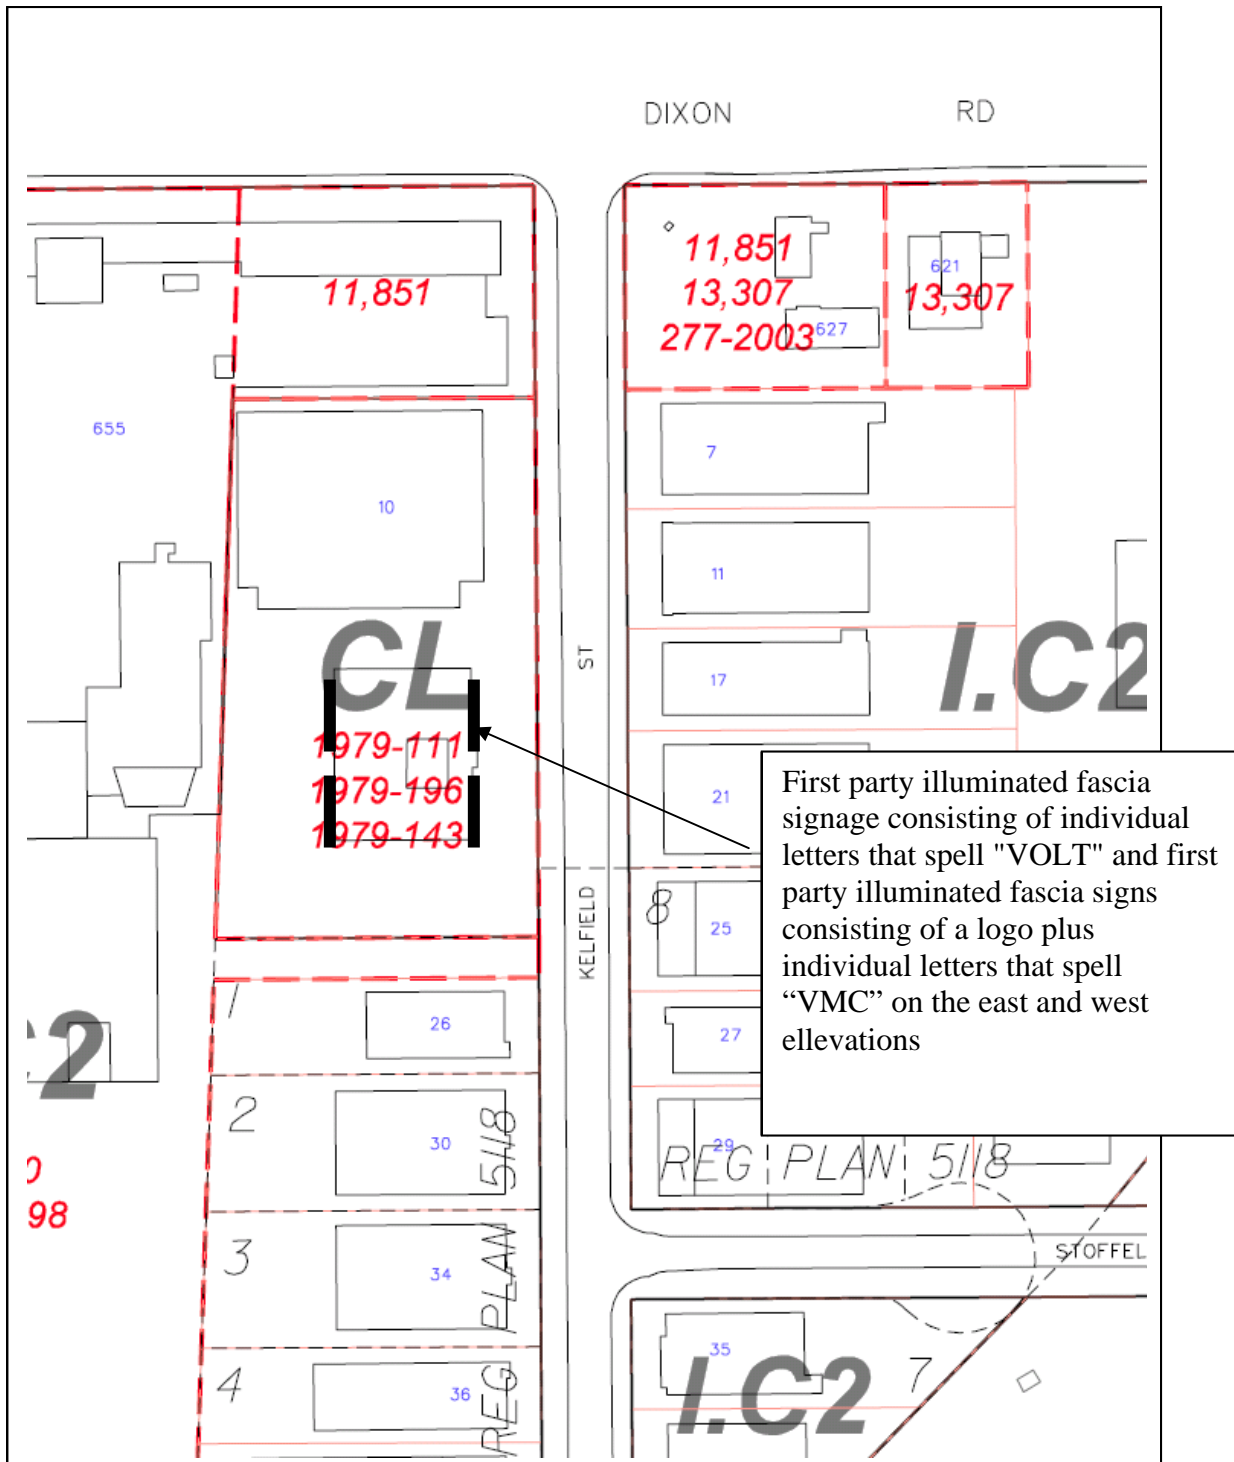 DIXON RD
11,851
13,307
277-2003
621
13,307
627
11,851
655
7
10
11
CL
I.C2
ST
17
1979-111
1979-196
1979-143
21
First party illuminated fascia
signage consisting of individual
letters that spell "VOLT" and first
party illuminated fascia signs
consisting of a logo plus
individual letters that spell
“VMC” on the east and west
ellevations
8
25
KELFIELD
1
26
27
C2
2
30
29
REG PLAN 5118
98
3
34
STOFFEL
REG PLAN 5118
35
I.C2
7
4
36